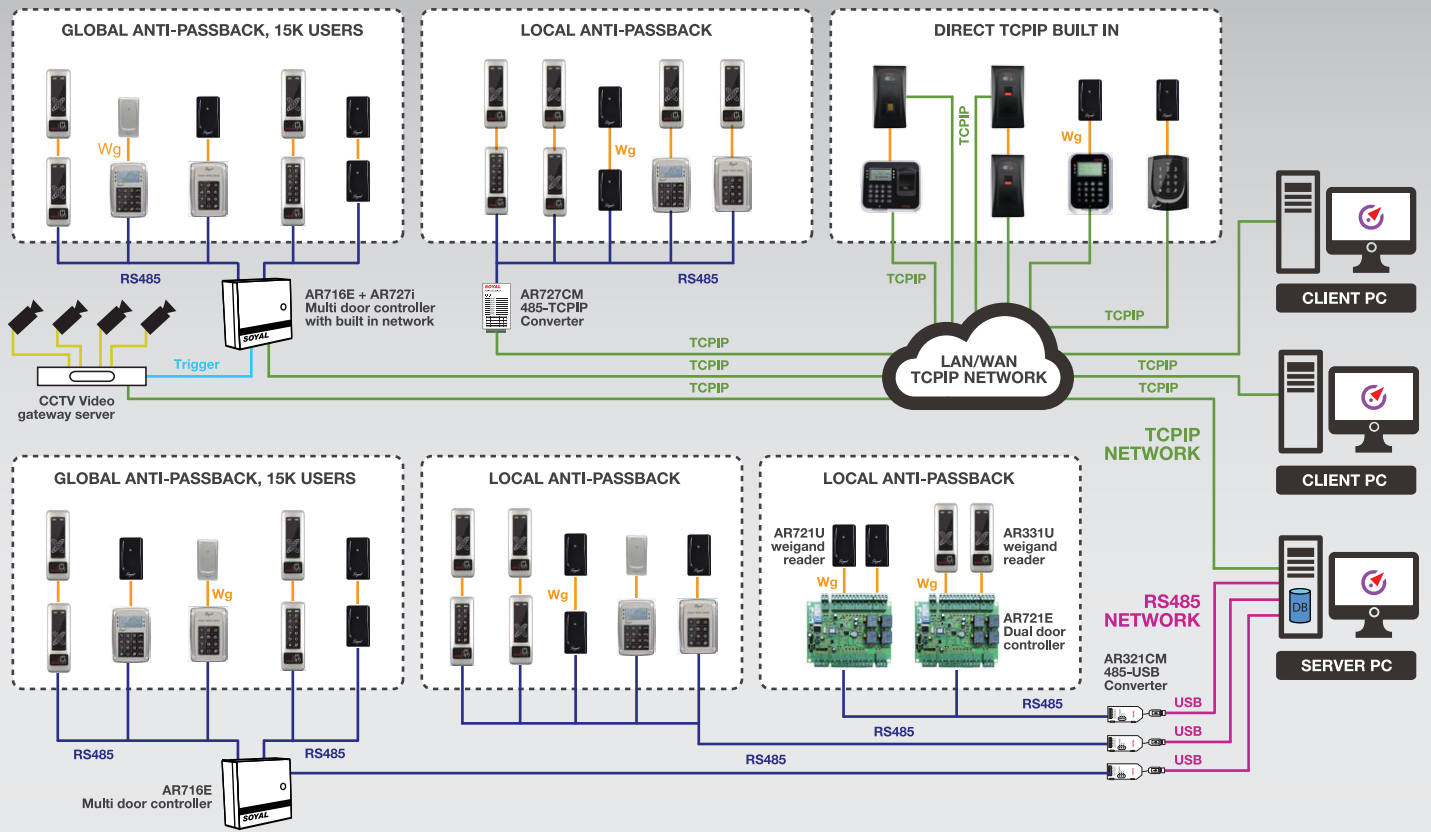 GLOBAL ANTI-PASSBACK, 15K USERS
Wg
RS485
AR716E + AR727i
Multi door controller
with built in network
SOYAL
Trigger
CCTV Video
gateway server
LOCAL ANTI-PASSBACK
Wg
RS485
SOYAL
AR727CM
485-TCPIP
Converter
DIRECT TCPIP BUILT IN
TCPIP
TCPIP
Wg
TCPIP
TCPIP
TCPIP
TCPIP
TCPIP
LAN/WAN
TCPIP NETWORK
TCPIP
TCPIP
CLIENT PC
CLIENT PC
TCPIP
NETWORK
GLOBAL ANTI-PASSBACK, 15K USERS
Wg
RS485
RS485
AR716E
Multi door controller
SOYAL
LOCAL ANTI-PASSBACK
Wg
LOCAL ANTI-PASSBACK
AR721U
weigand
reader
AR331U
weigand
reader
Wg
Wg
AR721E
Dual door
controller
RS485
NETWORK
DB
SERVER PC
AR321CM
485-USB
Converter
RS485
USB
RS485
USB
RS485
USB